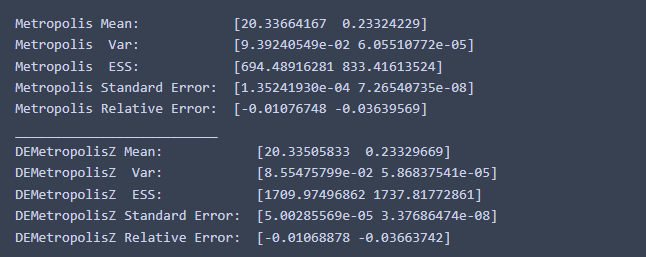 Metropolis Mean: [20.33664167 0.23324229]
Metropolis Var: [9.39240549e-02 6.05510772e-05]
Metropolis ESS: [694.48916281 833.41613524]
Metropolis Standard Error: [1.35241930e-04 7.26540735e-08]
Metropolis Relative Error: [-0.01076748 -0.03639569]
__________________________
DEMetropolisZ Mean: [20.33505833 0.23329669]
DEMetropolisZ Var: [8.55475799e-02 5.86837541e-05]
DEMetropolisZ ESS: [1709.97496862 1737.81772861]
DEMetropolisZ Standard Error: [5.00285569e-05 3.37686474e-08]
DEMetropolisZ Relative Error: [-0.01068878 -0.03663742]